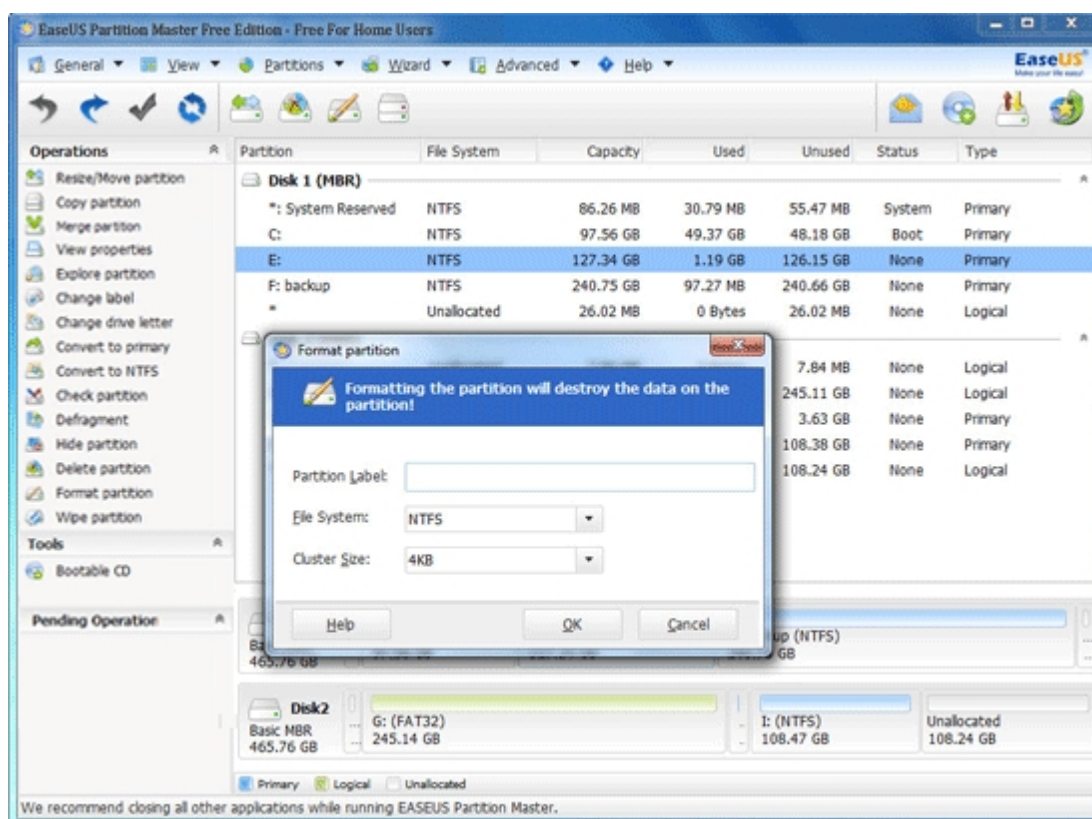 EaseUS Partition Master Free Edition - Free For Home Users
General View Partitions Wizard Advanced Help
EaseUS®
Make your life easy!
Operations
Resize/Move partition
Copy partition
Merge partition
View properties
Explore partition
Change label
Change drive letter
Convert to primary
Convert to NTFS
Check partition
Defragment
Hide partition
Delete partition
Format partition
Wipe partition
Tools
Bootable CD
Pending Operation
Partition File System Capacity Used Unused Status Type
Disk 1 (MBR)
*: System Reserved NTFS 86.26 MB 30.79 MB 55.47 MB System Primary
C: NTFS 97.56 GB 49.37 GB 48.18 GB Boot Primary
E: NTFS 127.34 GB 1.19 GB 126.15 GB None Primary
F: backup NTFS 240.75 GB 97.27 MB 240.66 GB None Primary
* Unallocated 26.02 MB 0 Bytes 26.02 MB None Logical
7.84 MB None Logical
245.11 GB None Logical
3.63 GB None Primary
108.38 GB None Primary
108.24 GB None Logical
Format partition
Formatting the partition will destroy the data on the
partition!
Partition Label:
File System: NTFS
Cluster Size: 4KB
Help OK Cancel
up (NTFS)
465.76 GB
GB
Disk2
Basic MBR
465.76 GB
...
...
G: (FAT32)
245.14 GB
I: (NTFS)
108.47 GB
Unallocated
108.24 GB
Primary Logical Unallocated
We recommend closing all other applications while running EASEUS Partition Master.